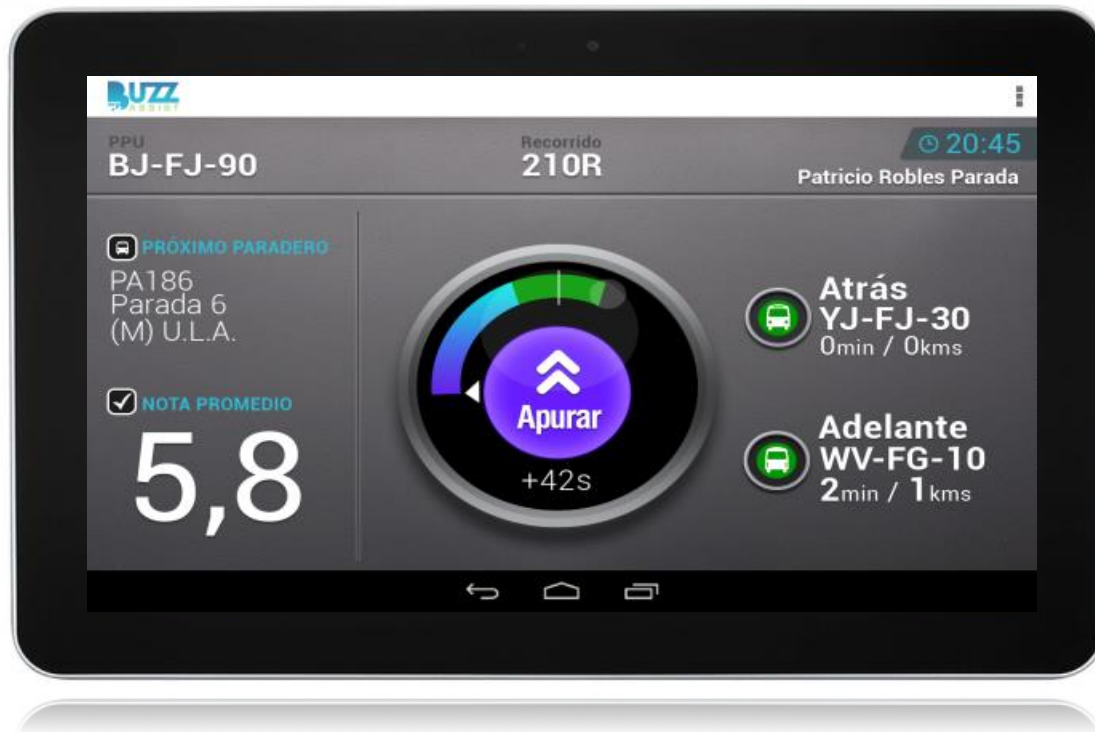 BUZZ
ASSIST
PPU
BJ-FJ-90
Recorrido
210R
20:45
Patricio Robles Parada
PRÓXIMO PARADERO
PA186
Parada 6
(M) U.L.A.
NOTA PROMEDIO
5,8
Apurar
+42s
Atrás
YJ-FJ-30
0min / 0kms
Adelante
WV-FG-10
2min / 1kms